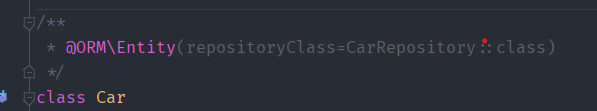 /**
* @ORM\Entity(repositoryClass=CarRepository::class)
*/
class Car